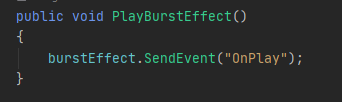 public void PlayBurstEffect()
{
    burstEffect.SendEvent("OnPlay");
}